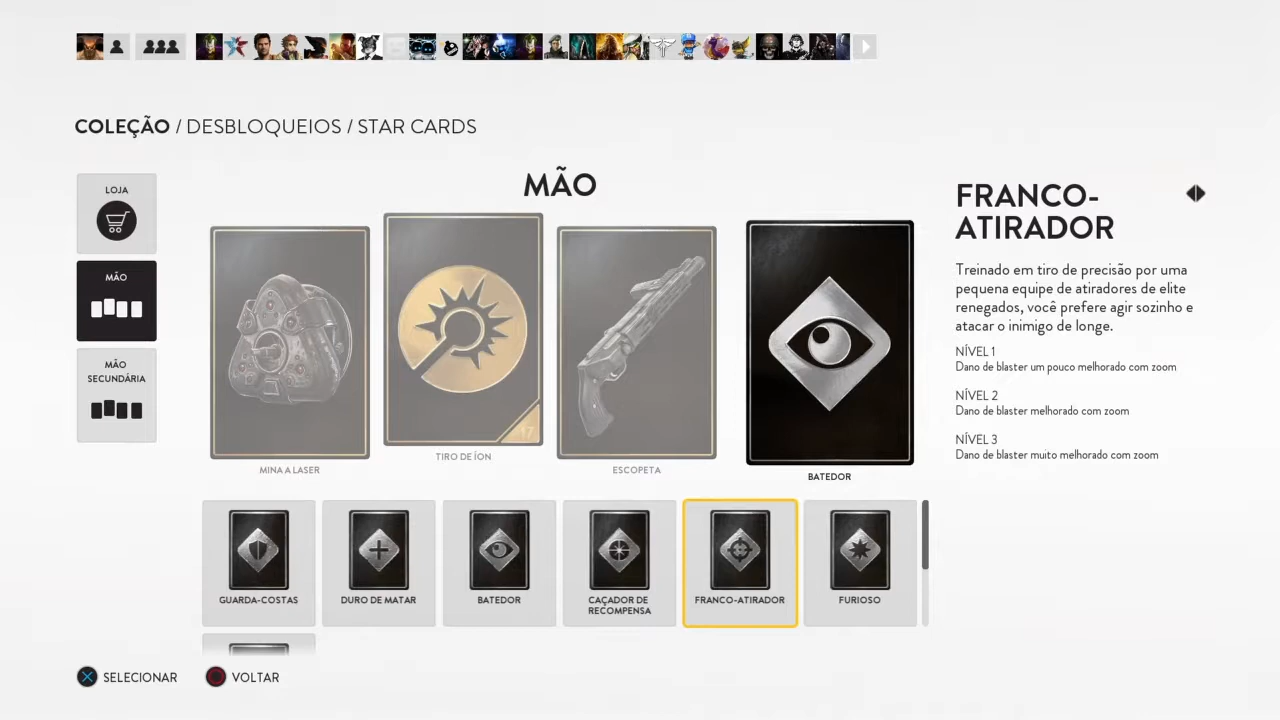 COLEÇÃO / DESBLOQUEIOS / STAR CARDS
LOJA
MÃO
MÃO
SECUNDÁRIA
MÃO
MINA A LASER
17
TIRO DE ÍON
ESCOPETA
BATEDOR
FRANCO-
ATIRADOR
Treinado em tiro de precisão por uma
pequena equipe de atiradores de elite
renegados, você prefere agir sozinho e
atacar o inimigo de longe.
NÍVEL 1
Dano de blaster um pouco melhorado com zoom
NÍVEL 2
Dano de blaster melhorado com zoom
NÍVEL 3
Dano de blaster muito melhorado com zoom
GUARDA-COSTAS
DURO DE MATAR
BATEDOR
CAÇADOR DE
RECOMPENSA
FRANCO-ATIRADOR
FURIOSO
SELECIONAR
VOLTAR